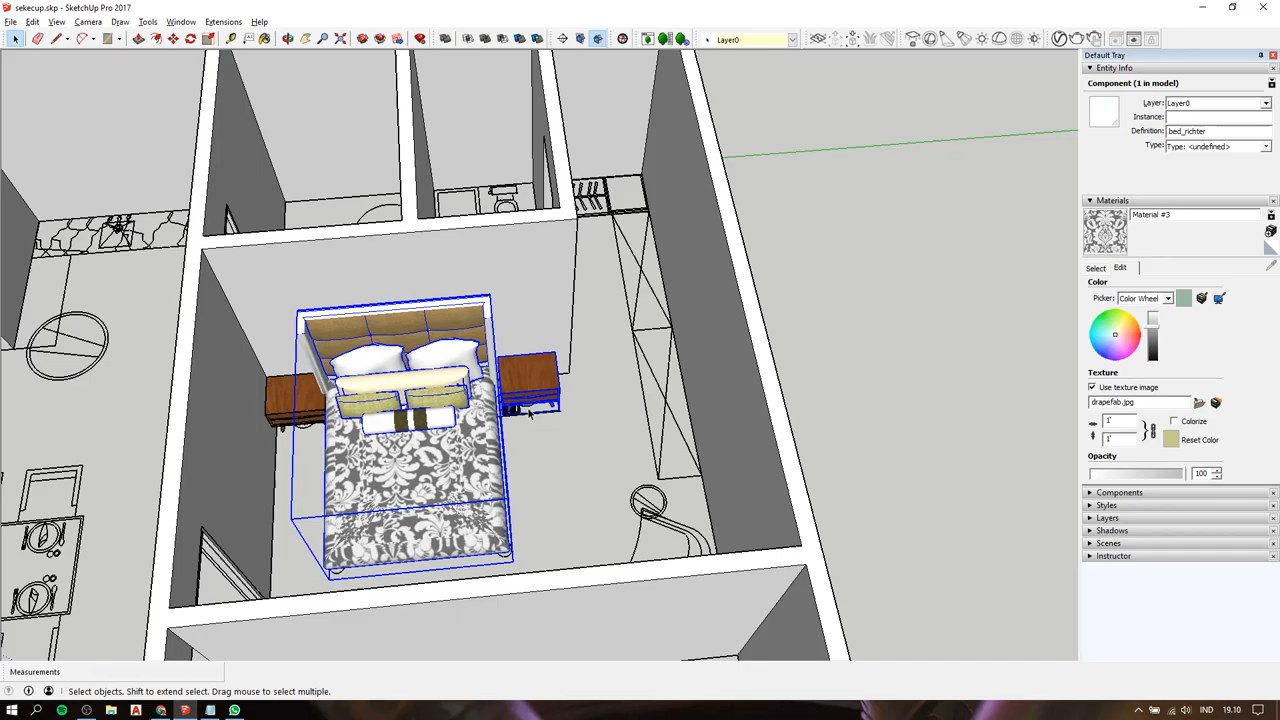 sekecup.skp - SketchUp Pro 2017
File Edit View Camera Draw Tools Window Extensions Help
Layer0
Default Tray
Entity Info
Component (1 in model)
Layer: Layer0
Instance:
Definition: bed_richter
Type: Type: <undefined>
Materials
Material #3
Select Edit
Color
Picker: Color Wheel
Texture
Use texture image
drapefab.jpg
1' Colorize
1' Reset Color
Opacity
100
Components
Styles
Layers
Shadows
Scenes
Instructor
Measurements
Select objects. Shift to extend select. Drag mouse to select multiple.
IND 19.10